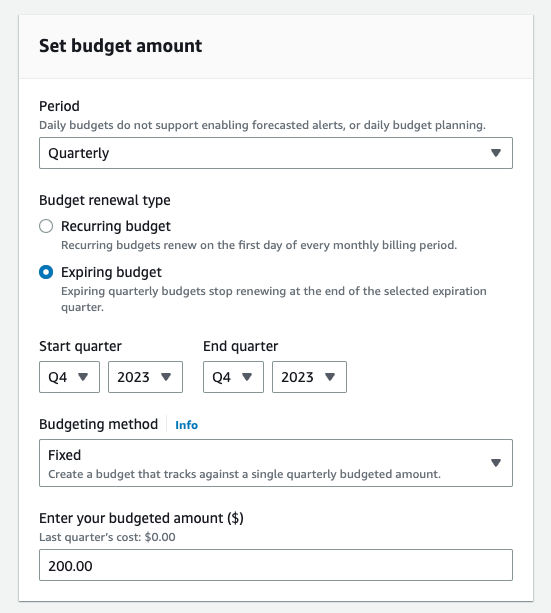 Set budget amount
Period
Daily budgets do not support enabling forecasted alerts, or daily budget planning.
Quarterly
Budget renewal type
Recurring budget
Recurring budgets renew on the first day of every monthly billing period.
Expiring budget
Expiring quarterly budgets stop renewing at the end of the selected expiration
quarter.
Start quarter End quarter
Q4 2023 Q4 2023
Budgeting method Info
Fixed
Create a budget that tracks against a single quarterly budgeted amount.
Enter your budgeted amount ($)
Last quarter's cost: $0.00
200.00